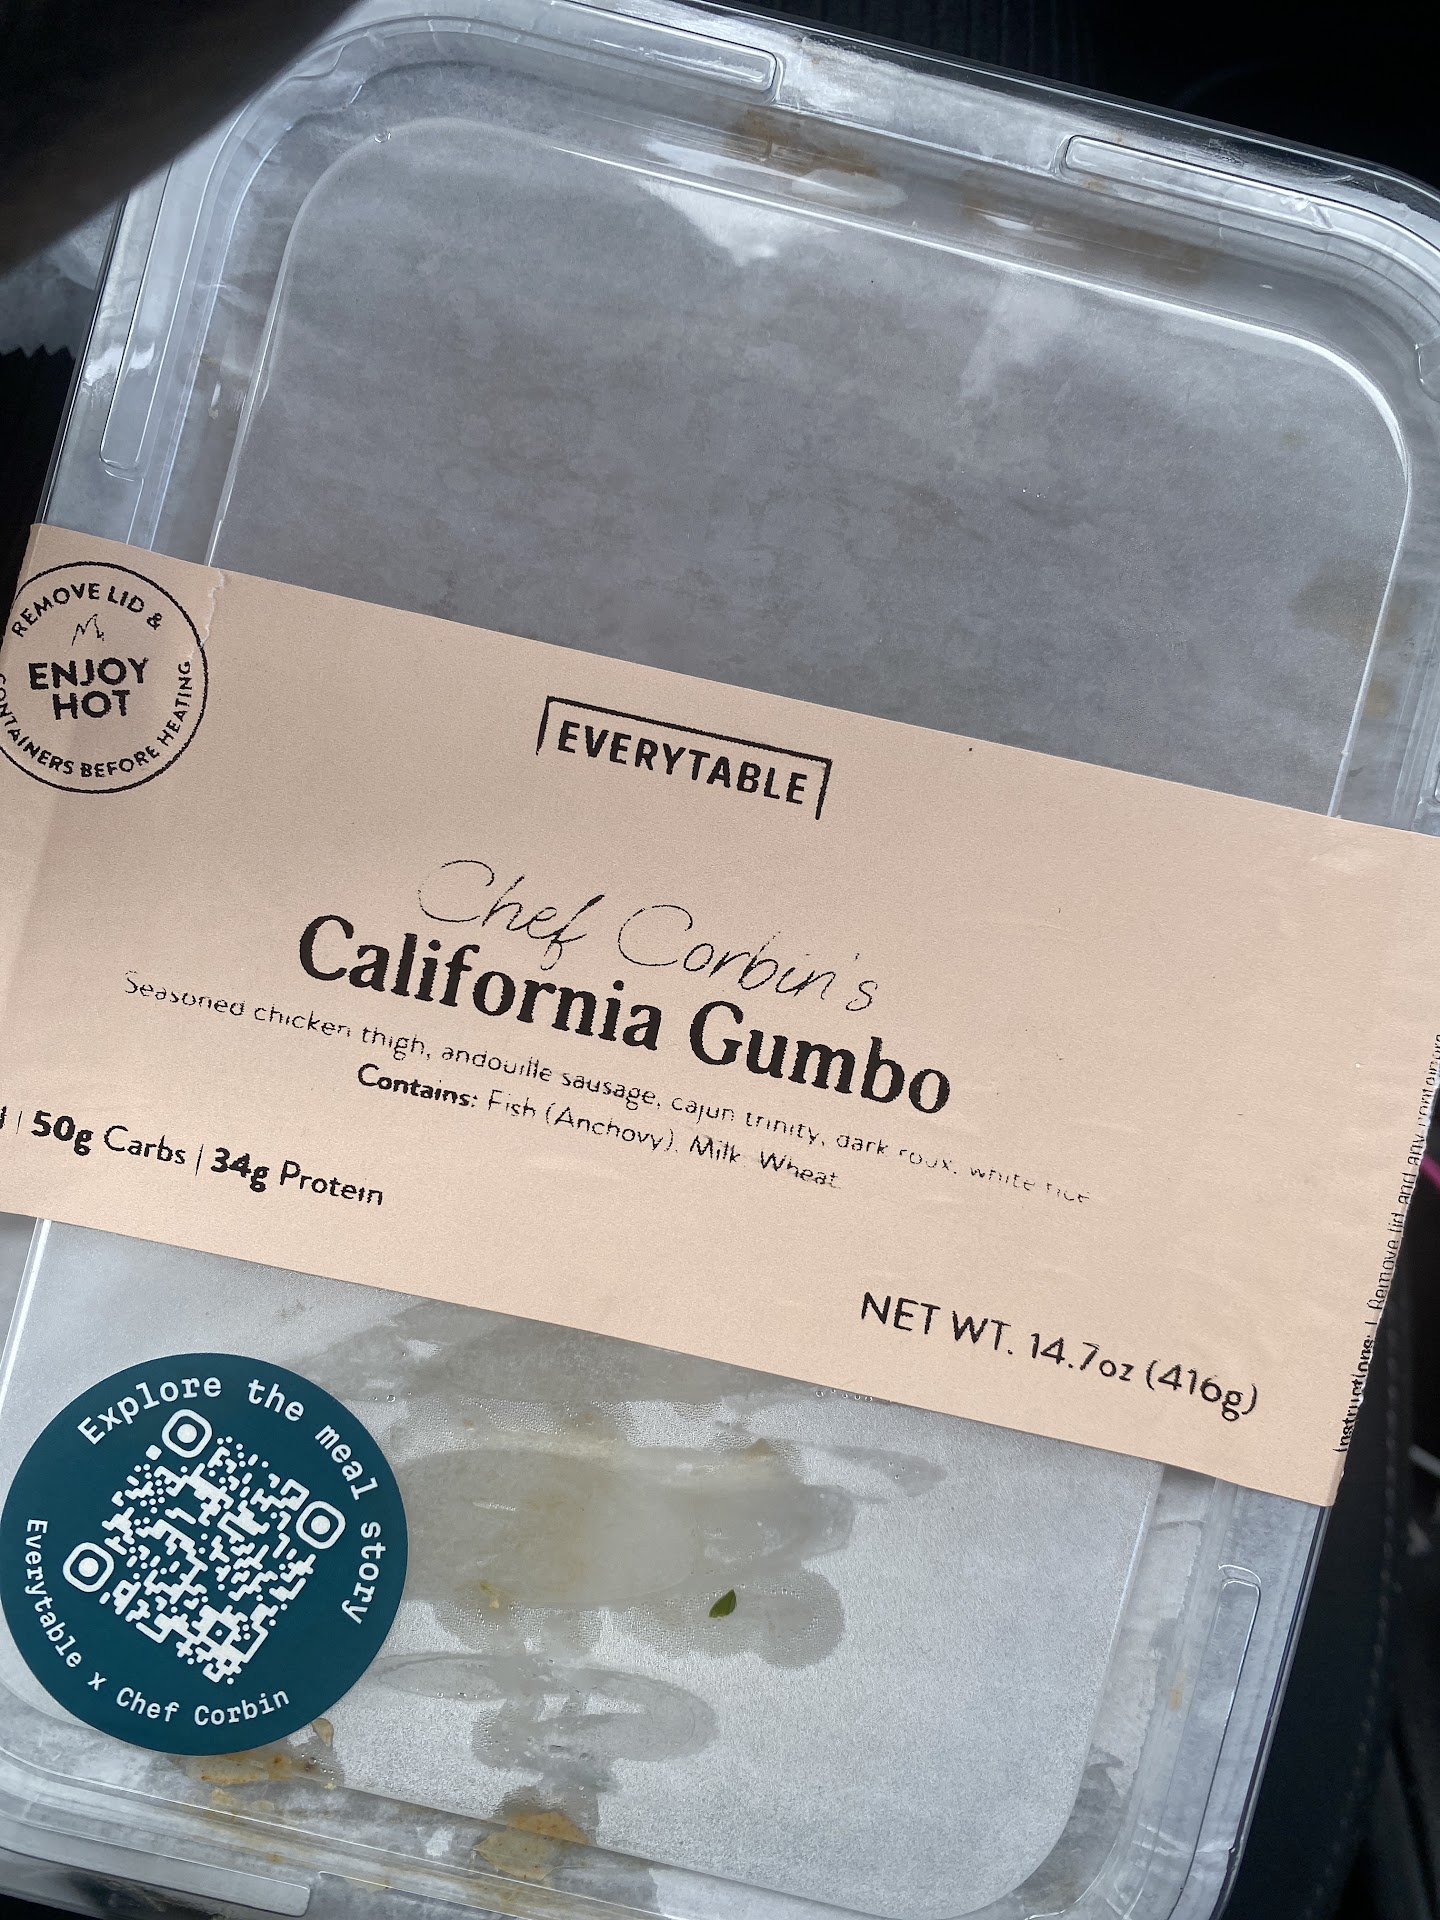 REMOVE LID &
ENJOY
HOT
CONTAINERS BEFORE HEATING
EVERYTABLE
Chef Corbin's
California Gumbo
Seasoned chicken thigh, andouille sausage, cajun trinity, dark roux, white rice
Contains: Fish (Anchovy), Milk, Wheat
| 50g Carbs | 34g Protein
NET WT. 14.7oz (416g)
Instructions: 1 Remove lid and any containers
Explore the meal story
Everytable x Chef Corbin